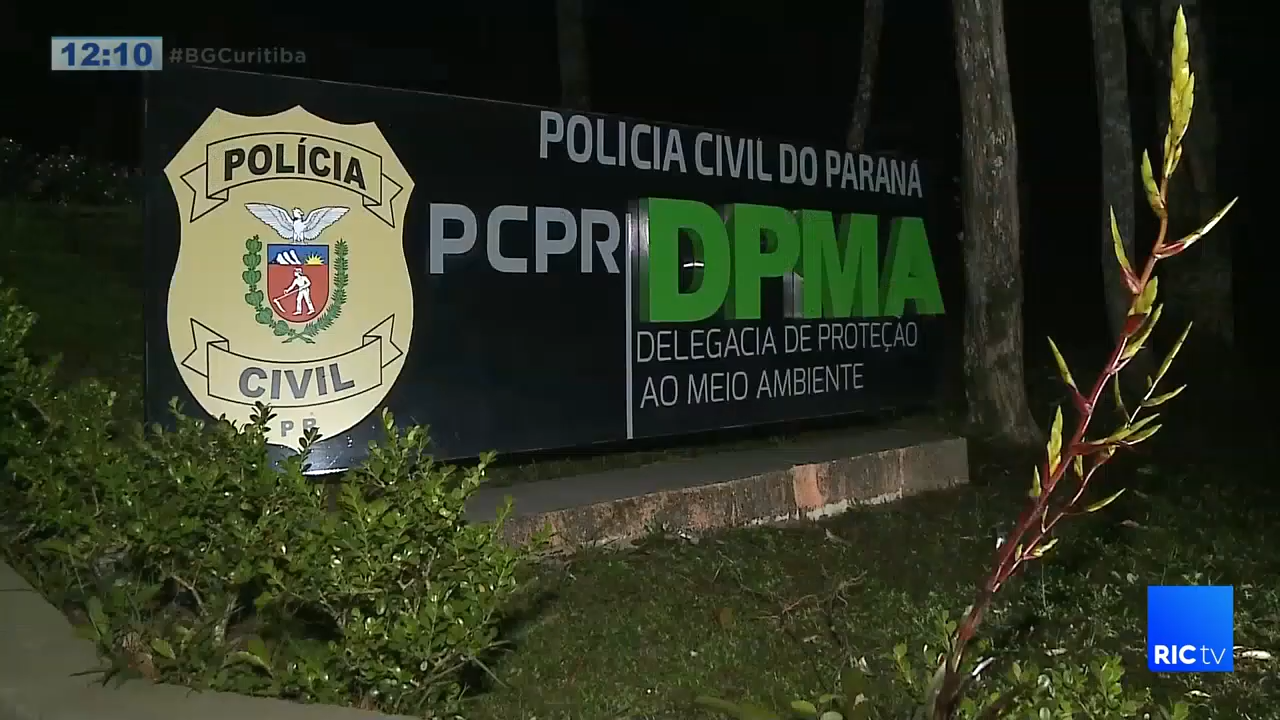 12:10 #BGCuritiba
POLÍCIA
CIVIL
PR
POLICIA CIVIL DO PARANÁ
PCPR DPMA
DELEGACIA DE PROTEÇÃO
AO MEIO AMBIENTE
RIC tv